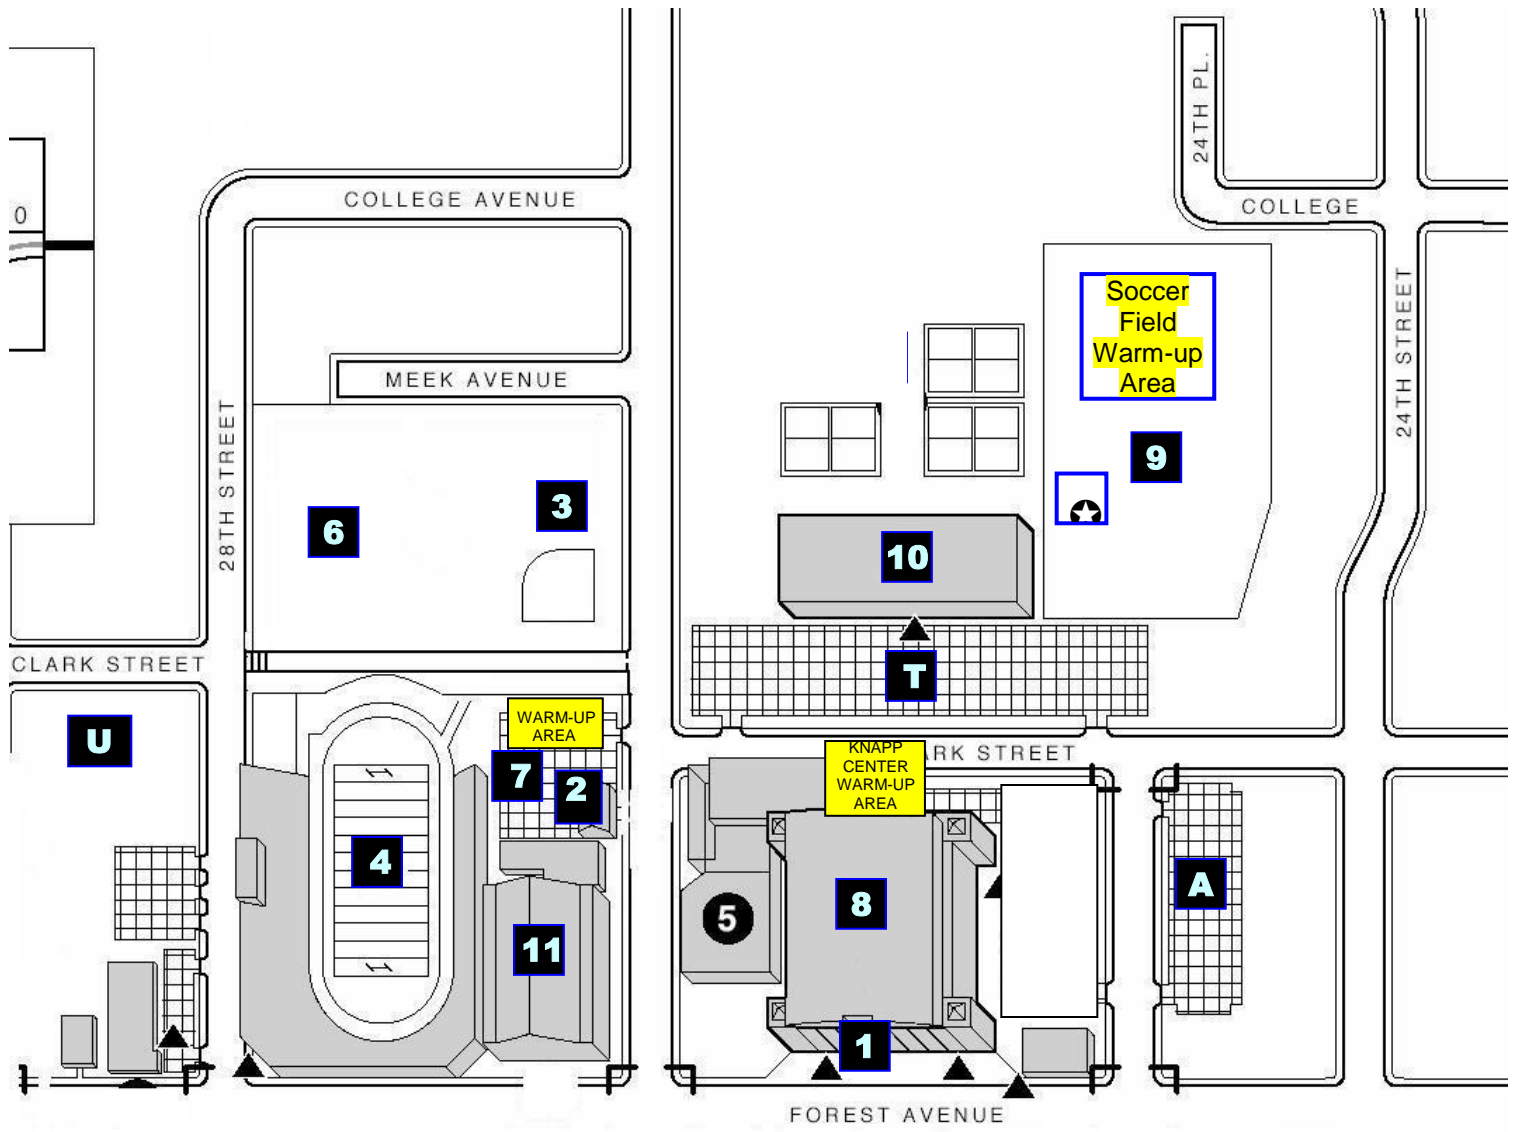 24TH PL.
COLLEGE AVENUE
COLLEGE
0
Soccer
Field
Warm-up
Area
24TH STREET
MEEK AVENUE
28TH STREET
9
3
6
10
CLARK STREET
T
WARM-UP
AREA
U
KNAPP
CENTER
WARM-UP
AREA
ARK STREET
7
2
4
A
8
5
11
1
FOREST AVENUE